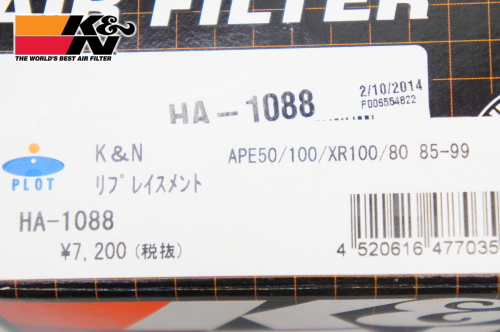 AIR FILTER
K&N
THE WORLD'S BEST AIR FILTER
2/10/2014
F006554822
HA-1088
K&N APE50/100/XR100/80 85-99
PLOT
リプレイスメント
HA-1088
¥7,200(税抜)
4 520616 477035
K&N